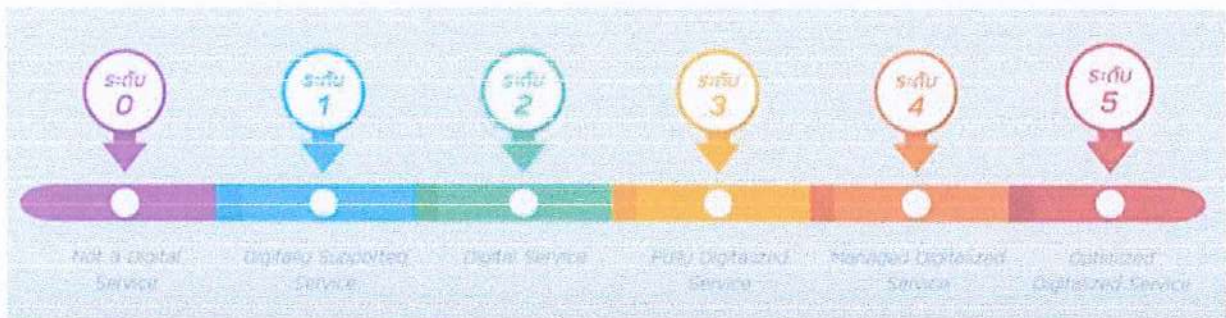 ระดับ
0
ระดับ
1
ระดับ
2
ระดับ
3
ระดับ
4
ระดับ
5
Not a Digital
Service
Digitally Supported
Service
Digital Service
Fully Digitalized
Service
Managed Digitalized
Service
Optimized
Digitalized Service